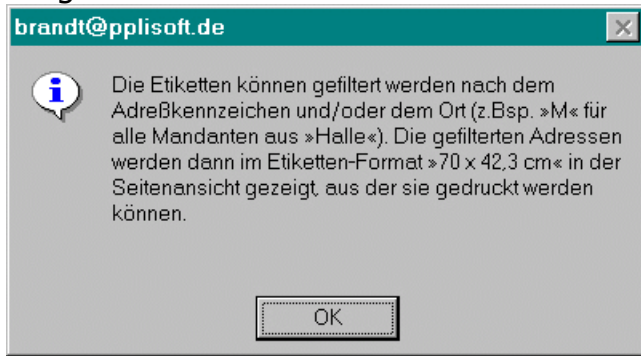 brandt@pplisoft.de
Die Etiketten können gefiltert werden nach dem
Adreßkennzeichen und/oder dem Ort (z.Bsp. »M« für
alle Mandanten aus »Halle«). Die gefilterten Adressen
werden dann im Etiketten-Format »70 x 42,3 cm« in der
Seitenansicht gezeigt, aus der sie gedruckt werden
können.
OK